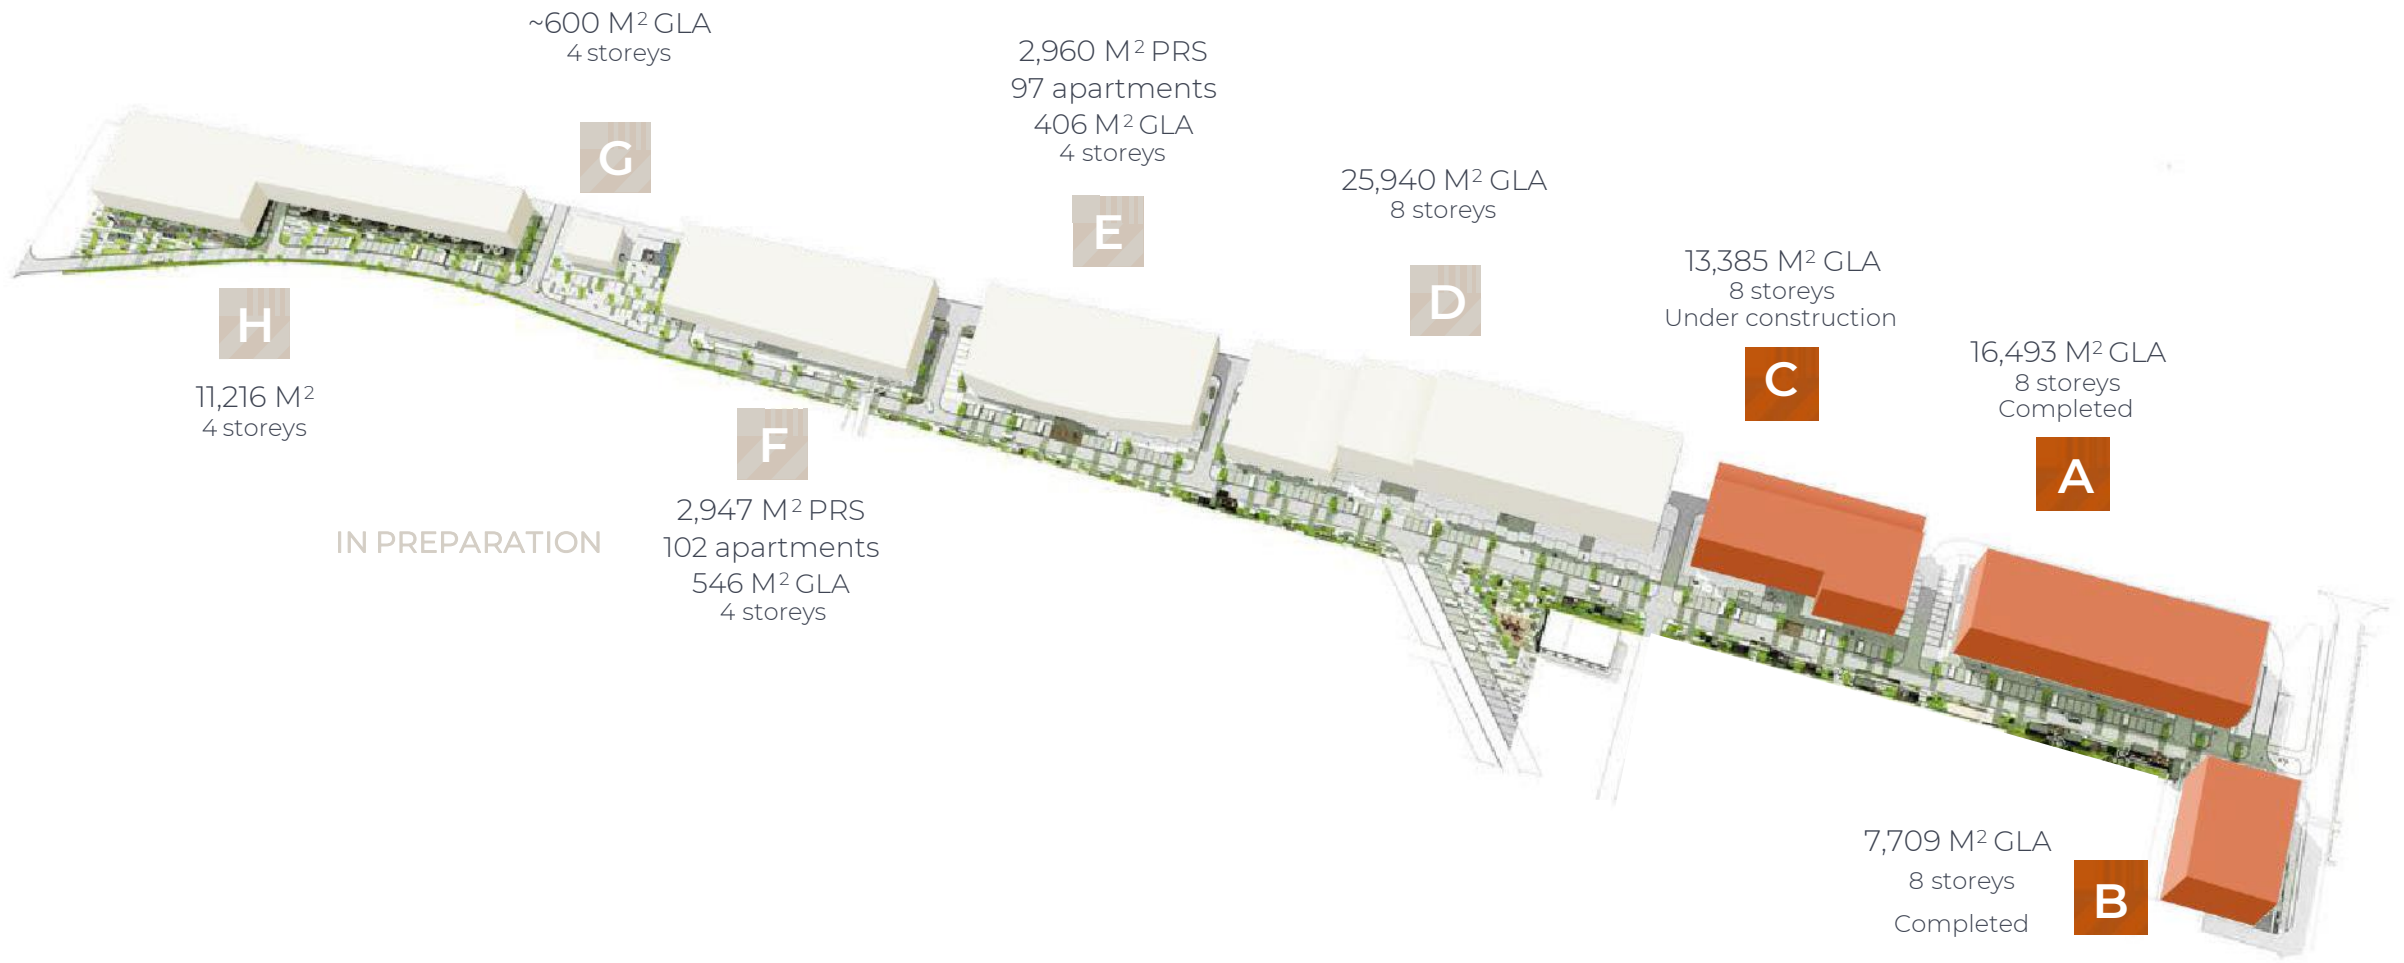 ~600 M² GLA
4 storeys
G
2,960 M² PRS
97 apartments
406 M² GLA
4 storeys
E
25,940 M² GLA
8 storeys
D
13,385 M² GLA
8 storeys
Under construction
C
16,493 M² GLA
8 storeys
Completed
A
H
11,216 M²
4 storeys
IN PREPARATION
F
2,947 M² PRS
102 apartments
546 M² GLA
4 storeys
7,709 M² GLA
8 storeys
Completed
B